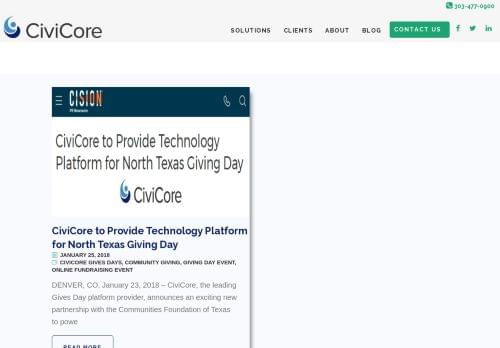 303-477-0900
CiviCore
SOLUTIONS CLIENTS ABOUT BLOG CONTACT US
CISION
PR Newswire
CiviCore to Provide Technology
Platform for North Texas Giving Day
CiviCore
CiviCore to Provide Technology Platform
for North Texas Giving Day
JANUARY 25, 2018
CIVICORE GIVES DAYS, COMMUNITY GIVING, GIVING DAY EVENT,
ONLINE FUNDRAISING EVENT
DENVER, CO, January 23, 2018 – CiviCore, the leading
Gives Day platform provider, announces an exciting new
partnership with the Communities Foundation of Texas
to powe
READ MORE